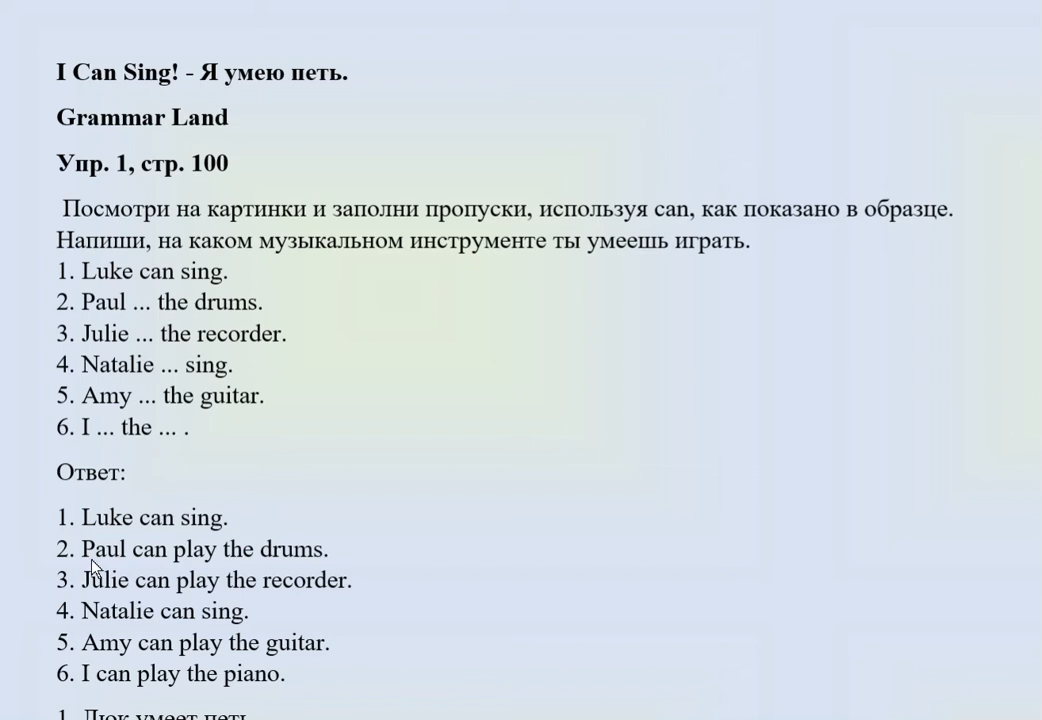 I Can Sing! - Я умею петь.
Grammar Land
Упр. 1, стр. 100
Посмотри на картинки и заполни пропуски, используя can, как показано в образце.
Напиши, на каком музыкальном инструменте ты умеешь играть.
1. Luke can sing.
2. Paul ... the drums.
3. Julie ... the recorder.
4. Natalie ... sing.
5. Amy ... the guitar.
6. I ... the ... .
Ответ:
1. Luke can sing.
2. Paul can play the drums.
3. Julie can play the recorder.
4. Natalie can sing.
5. Amy can play the guitar.
6. I can play the piano.
1. Люк умеет петь